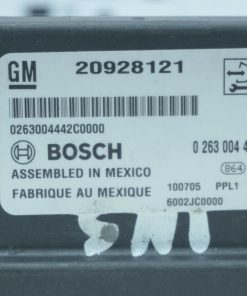 GM 20928121
0263004442C0000
BOSCH 0 263 004 4
ASSEMBLED IN MEXICO
864
FABRIQUE AU MEXIQUE
100705 PPL1
6002JC0000